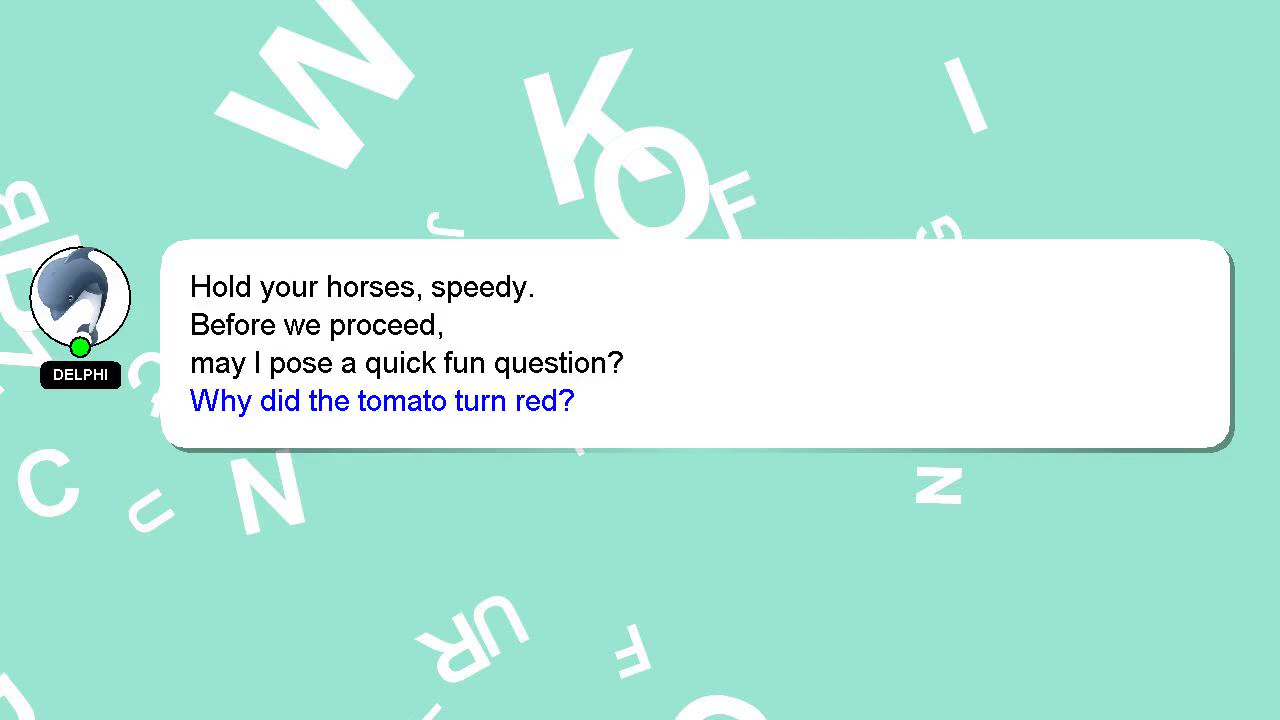 Hold your horses, speedy.
Before we proceed,
may I pose a quick fun question?
Why did the tomato turn red?
DELPHI
W
K
O
F
I
J
G
B
D
C
C
U
N
N
U
R
F